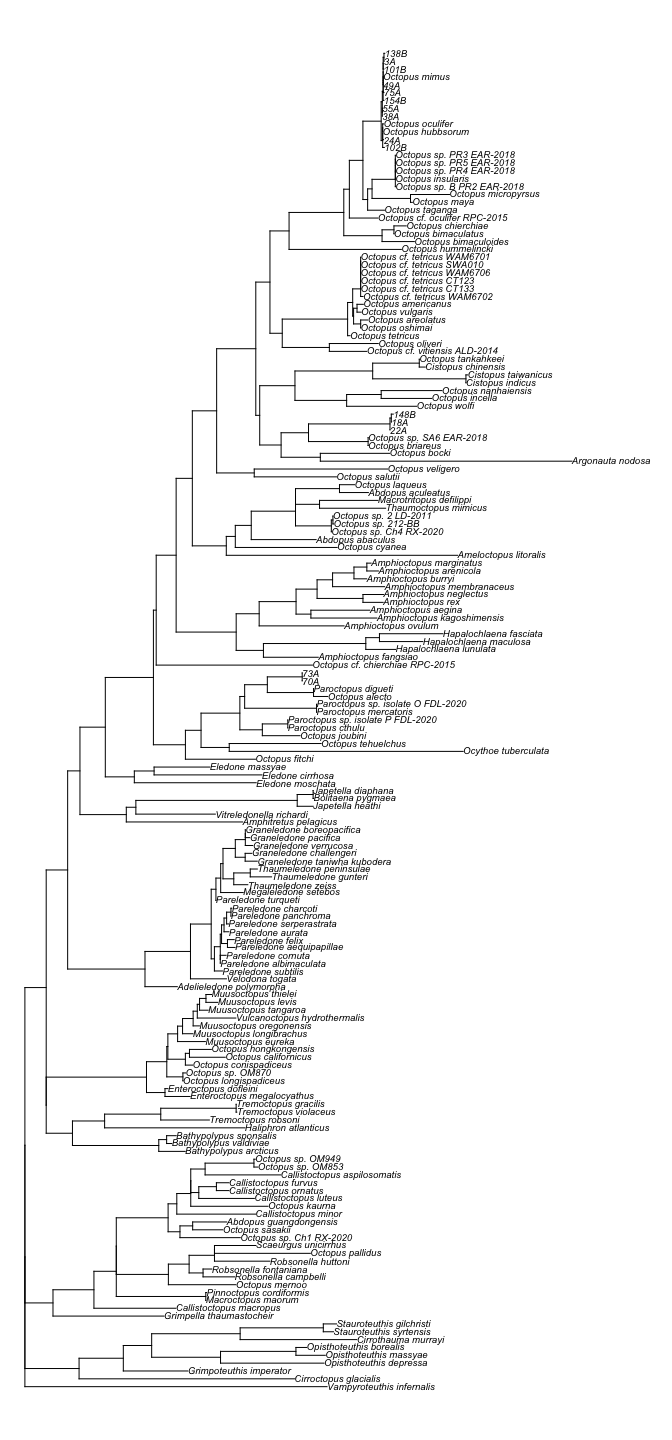 138B
3A
101B
Octopus mimus
49A
75A
154B
55A
38A
Octopus oculifer
Octopus hubbsorum
24A
102B
Octopus sp. PR3 EAR-2018
Octopus sp. PR5 EAR-2018
Octopus sp. PR4 EAR-2018
Octopus insularis
Octopus sp. B PR2 EAR-2018
Octopus micropyrsus
Octopus maya
Octopus taganga
Octopus cf. oculifer RPC-2015
Octopus chierchiae
Octopus bimaculatus
Octopus bimaculoides
Octopus hummelincki
Octopus cf. tetricus WAM6701
Octopus cf. tetricus SWA010
Octopus cf. tetricus WAM6706
Octopus cf. tetricus CT123
Octopus cf. tetricus CT133
Octopus cf. tetricus WAM6702
Octopus americanus
Octopus vulgaris
Octopus areolatus
Octopus oshimai
Octopus tetricus
Octopus oliveri
Octopus cf. vitiensis ALD-2014
Octopus tankahkeei
Cistopus chinensis
Cistopus taiwanicus
Cistopus indicus
Octopus nanhaiensis
Octopus incella
Octopus wolfi
148B
18A
22A
Octopus sp. SA6 EAR-2018
Octopus briareus
Octopus bocki
Argonauta nodosa
Octopus veligero
Octopus salutii
Octopus laqueus
Abdopus aculeatus
Macrotritopus defilippi
Thaumoctopus mimicus
Octopus sp. 2 LD-2011
Octopus sp. 212-BB
Octopus sp. Ch4 RX-2020
Abdopus abaculus
Octopus cyanea
Ameloctopus litoralis
Amphioctopus marginatus
Amphioctopus arenicola
Amphioctopus burryi
Amphioctopus membranaceus
Amphioctopus neglectus
Amphioctopus rex
Amphioctopus aegina
Amphioctopus kagoshimensis
Amphioctopus ovulum
Hapalochlaena fasciata
Hapalochlaena maculosa
Hapalochlaena lunulata
Amphioctopus fangsiao
Octopus cf. chierchiae RPC-2015
73A
70A
Paroctopus digueti
Octopus alecto
Paroctopus sp. isolate O FDL-2020
Paroctopus mercatoris
Paroctopus sp. isolate P FDL-2020
Paroctopus cthulu
Octopus joubini
Octopus tehuelchus
Ocythoe tuberculata
Octopus fitchi
Eledone massyae
Eledone cirrhosa
Eledone moschata
Japetella diaphana
Bolitaena pygmaea
Japetella heathi
Vitreledonella richardi
Amphitretus pelagicus
Graneledone boreopacifica
Graneledone pacifica
Graneledone verrucosa
Graneledone challengeri
Graneledone taniwha kubodera
Thaumeledone peninsulae
Thaumeledone gunteri
Thaumeledone zeiss
Megaleledone setebos
Pareledone turqueti
Pareledone charcoti
Pareledone panchroma
Pareledone serperastrata
Pareledone aurata
Pareledone felix
Pareledone aequipapillae
Pareledone cornuta
Pareledone albimaculata
Pareledone subtilis
Velodona togata
Adelieledone polymorpha
Muusoctopus thielei
Muusoctopus levis
Muusoctopus tangaroa
Vulcanoctopus hydrothermalis
Muusoctopus oregonensis
Muusoctopus longibrachus
Muusoctopus eureka
Octopus hongkongensis
Octopus californicus
Octopus conispadiceus
Octopus sp. OM870
Octopus longispadiceus
Enteroctopus dofleini
Enteroctopus megalocyathus
Tremoctopus gracilis
Tremoctopus violaceus
Tremoctopus robsoni
Haliphron atlanticus
Bathypolypus sponsalis
Bathypolypus valdiviae
Bathypolypus arcticus
Octopus sp. OM949
Octopus sp. OM853
Callistoctopus aspilosomatis
Callistoctopus furvus
Callistoctopus ornatus
Callistoctopus luteus
Octopus kaurna
Callistoctopus minor
Abdopus guangdongensis
Octopus sasakii
Octopus sp. Ch1 RX-2020
Scaeurgus unicirrhus
Octopus pallidus
Robsonella huttoni
Robsonella fontaniana
Robsonella campbelli
Octopus mernoo
Pinnoctopus cordiformis
Macroctopus maorum
Callistoctopus macropus
Grimpella thaumastocheir
Stauroteuthis gilchristi
Stauroteuthis syrtensis
Cirrothauma murrayi
Opisthoteuthis borealis
Opisthoteuthis massyae
Opisthoteuthis depressa
Grimpoteuthis imperator
Cirroctopus glacialis
Vampyroteuthis infernalis